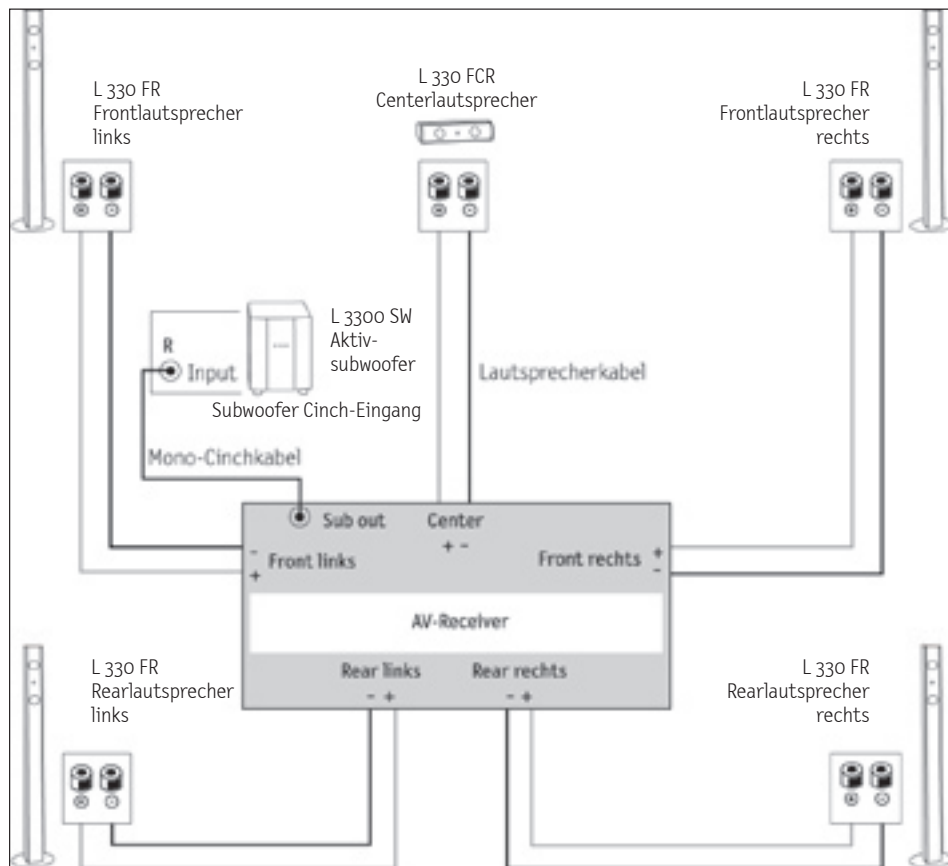 L 330 FR
Frontlautsprecher
links
L 330 FCR
Centerlautsprecher
L 330 FR
Frontlautsprecher
rechts
L 3300 SW
Aktiv-
subwoofer
R
Input
Subwoofer Cinch-Eingang
Lautsprecherkabel
Mono-Cinchkabel
Sub out
Center
+ -
-
Front links
+
Front rechts
+
-
AV-Receiver
Rear links
- +
Rear rechts
- +
L 330 FR
Rearlautsprecher
links
L 330 FR
Rearlautsprecher
rechts